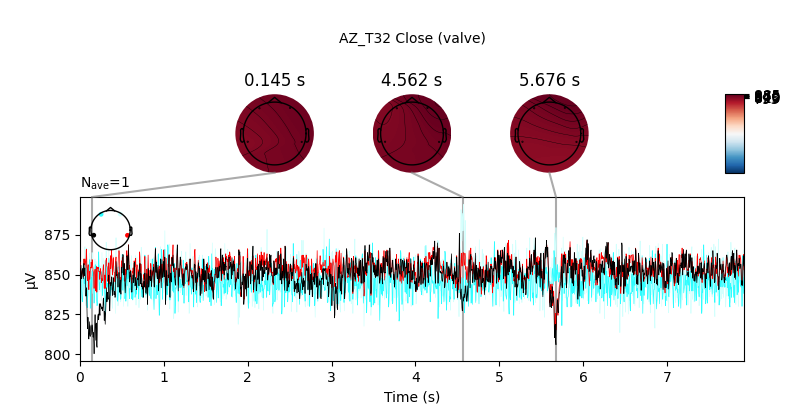 AZ_T32 Close (valve)
0.145 s 4.562 s 5.676 s
Nave=1
875
850
825
800
µV
0 1 2 3 4 5 6 7
Time (s)